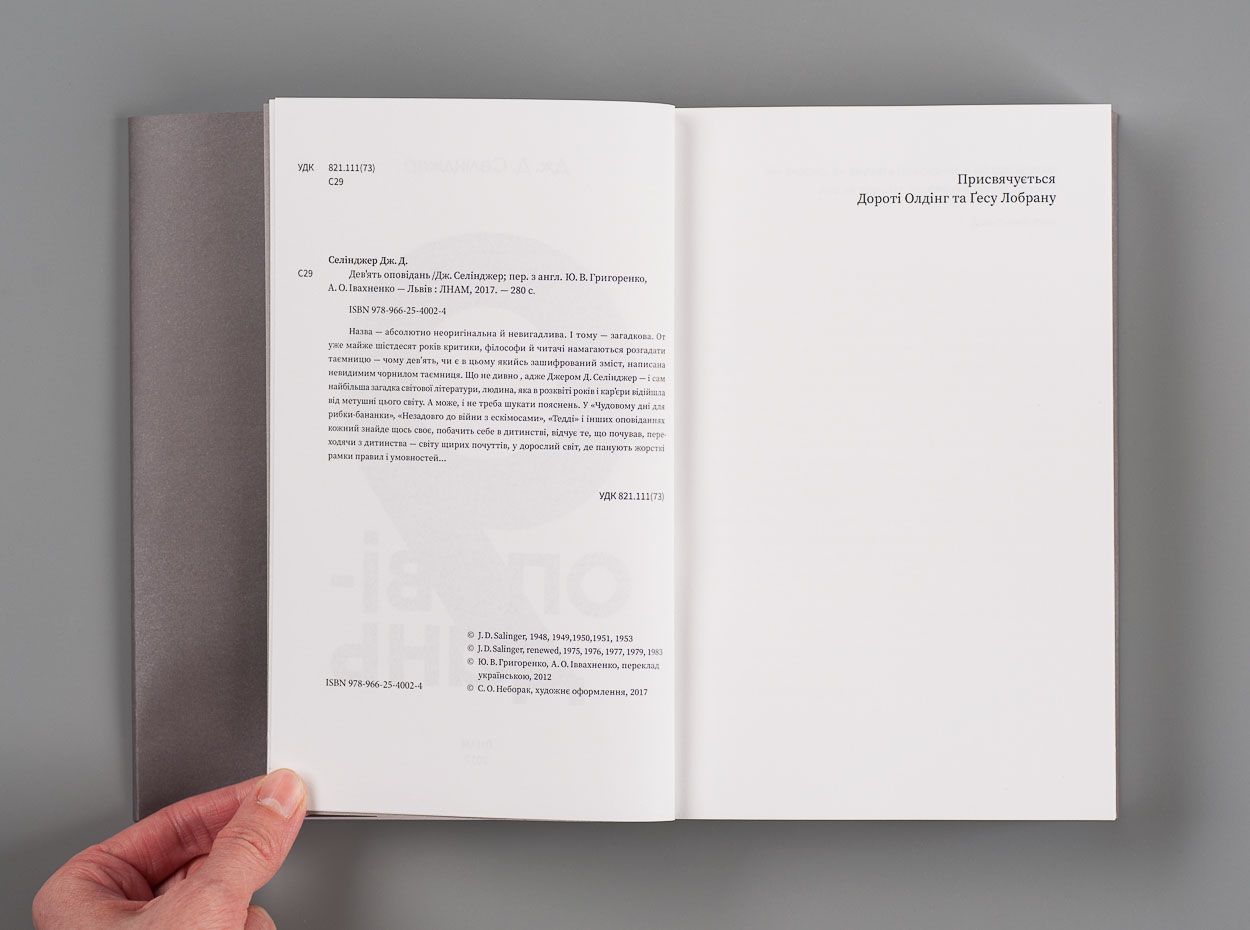 УДК 821.111(73)
С29
Селінджер Дж. Д.
С29 Дев'ять оповідань /Дж. Селінджер; пер. з англ. Ю. В. Григоренко,
А. О. Івахненко — Львів : ЛНАМ, 2017. — 280 с.
ISBN 978-966-25-4002-4
Назва — абсолютно неоригінальна й невигадлива. І тому — загадкова. От
уже майже шістдесят років критики, філософи й читачі намагаються розгадати
таємницю — чому дев'ять, чи є в цьому якийсь зашифрований зміст, написана
невидимим чорнилом таємниця. Що не дивно , адже Джером Д. Селінджер — і сам
найбільша загадка світової літератури, людина, яка в розквіті років і кар'єри відійшла
від метушні цього світу. А може, і не треба шукати пояснень. У «Чудовому дні для
рибки-бананки», «Незадовго до війни з ескімосами», «Тедді» і інших оповіданнях
кожний знайде щось своє, побачить себе в дитинстві, відчує те, що почував, пере-
ходячи з дитинства — світу щирих почуттів, у дорослий світ, де панують жорсткі
рамки правил і умовностей...
УДК 821.111(73)
© J. D. Salinger, 1948, 1949,1950,1951, 1953
© J. D. Salinger, renewed, 1975, 1976, 1977, 1979, 1983
© Ю. В. Григоренко, А. О. Іввахненко, переклад
українською, 2012
© С. О. Неборак, художнє оформлення, 2017
ISBN 978-966-25-4002-4
Присвячується
Дороті Олдінг та Ґесу Лобрану